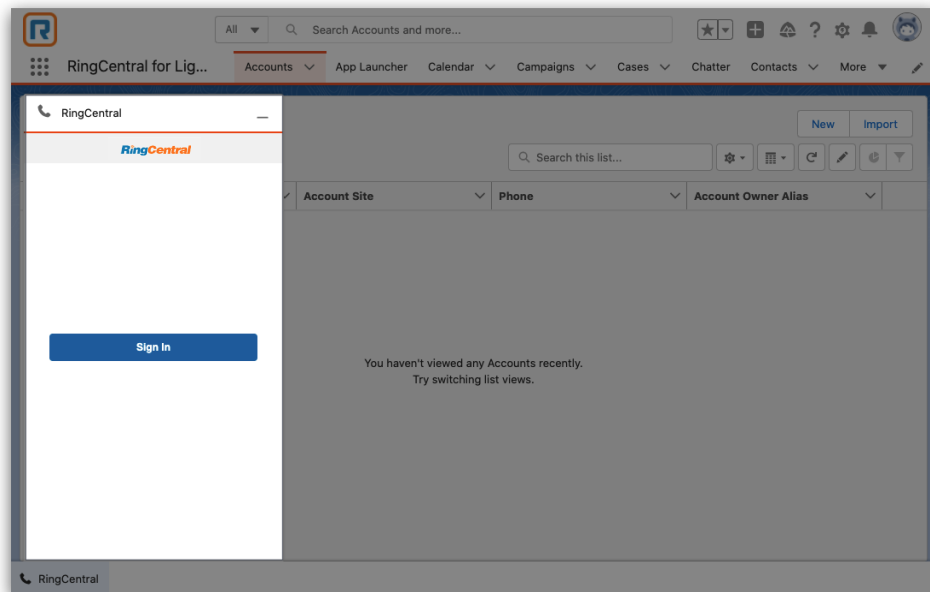 All
Search Accounts and more...
RingCentral for Lig...
Accounts
App Launcher
Calendar
Campaigns
Cases
Chatter
Contacts
More
RingCentral
New
Import
RingCentral
Search this list...
Account Site
Phone
Account Owner Alias
Sign In
You haven't viewed any Accounts recently.
Try switching list views.
RingCentral